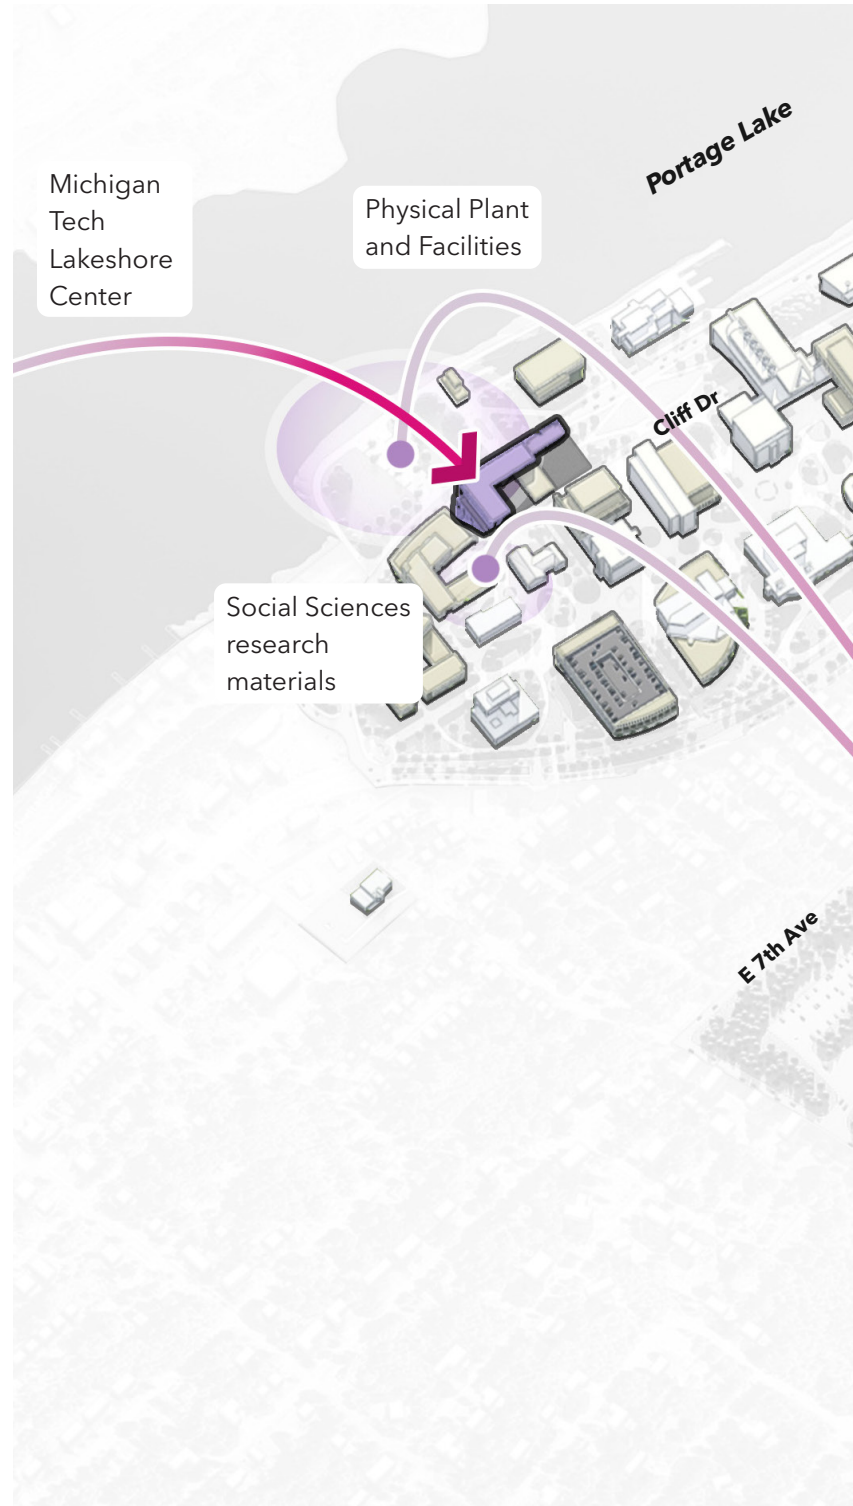 Portage Lake
Michigan
Tech
Lakeshore
Center
Physical Plant
and Facilities
Cliff Dr
Social Sciences
research
materials
E 7th Ave